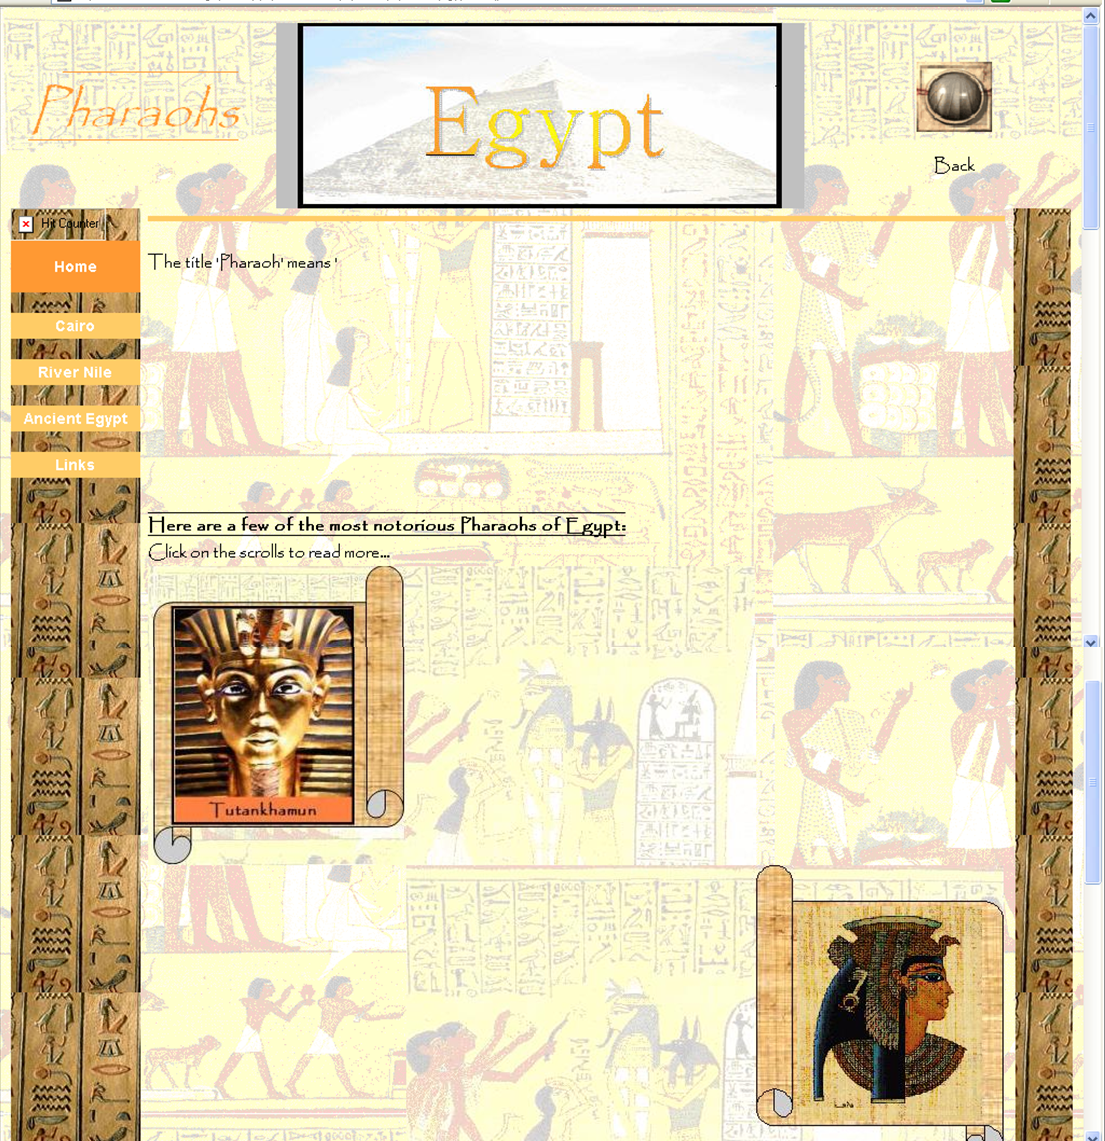 Pharaohs
Egypt
Back
Hit Counter
Home
The title 'Pharaoh' means '
Cairo
River Nile
Ancient Egypt
Links
Here are a few of the most notorious Pharaohs of Egypt:
Click on the scrolls to read more...
Tutankhamun